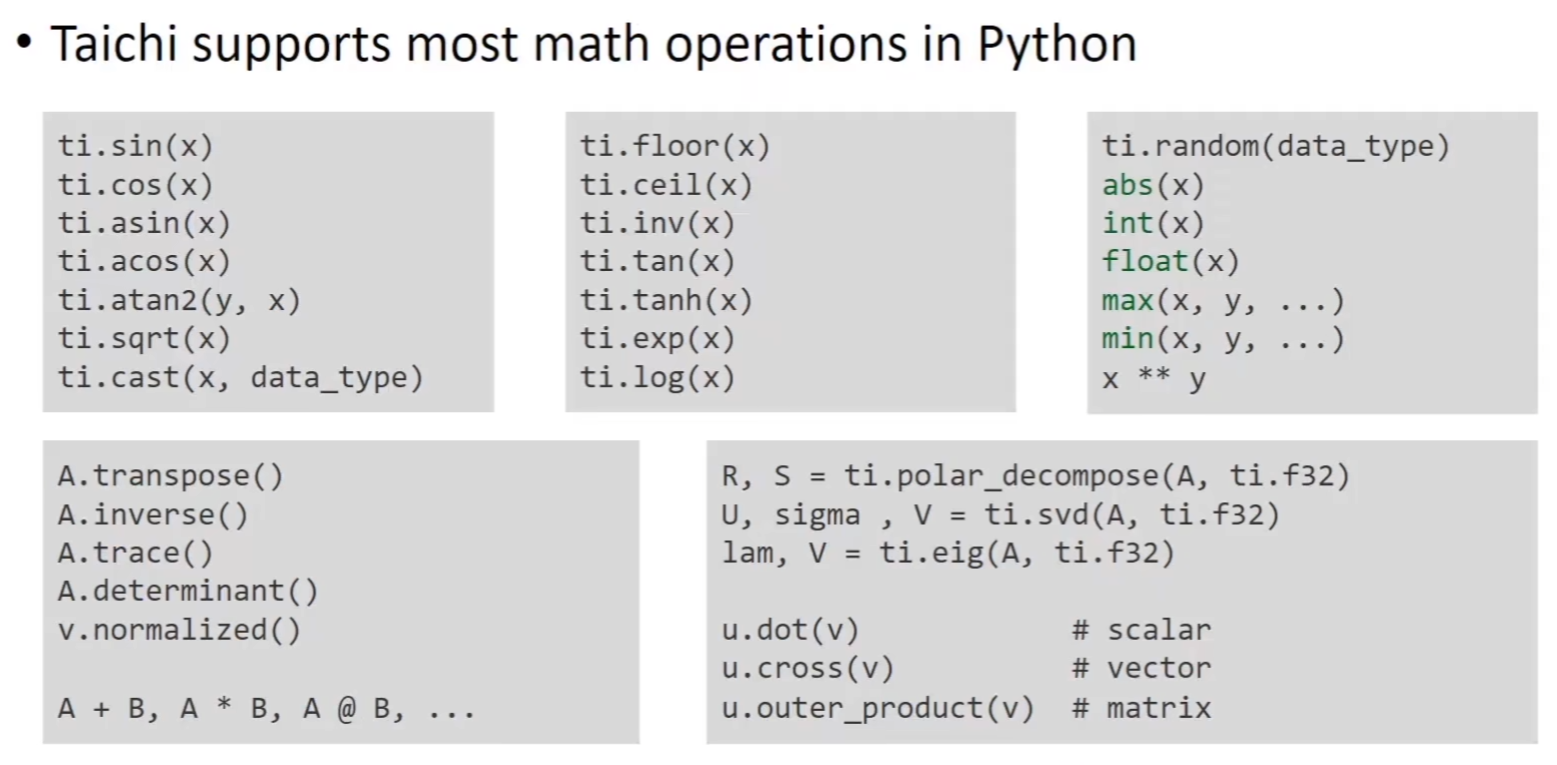 • Taichi supports most math operations in Python
ti.sin(x)
ti.cos(x)
ti.asin(x)
ti.acos(x)
ti.atan2(y, x)
ti.sqrt(x)
ti.cast(x, data_type)
ti.floor(x)
ti.ceil(x)
ti.inv(x)
ti.tan(x)
ti.tanh(x)
ti.exp(x)
ti.log(x)
ti.random(data_type)
abs(x)
int(x)
float(x)
max(x, y, ...)
min(x, y, ...)
x ** y
A.transpose()
A.inverse()
A.trace()
A.determinant()
v.normalized()
A + B, A * B, A @ B, ...
R, S = ti.polar_decompose(A, ti.f32)
U, sigma , V = ti.svd(A, ti.f32)
lam, V = ti.eig(A, ti.f32)
u.dot(v) # scalar
u.cross(v) # vector
u.outer_product(v) # matrix